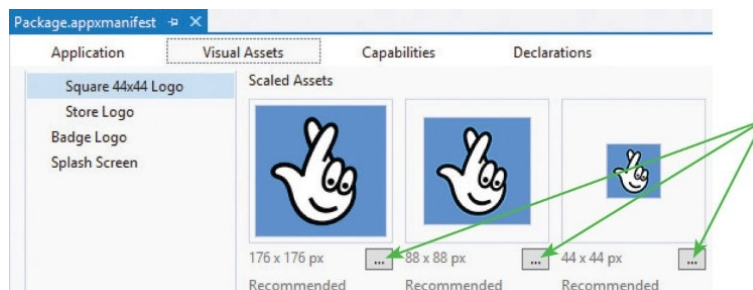 Package.appxmanifest
Application Visual Assets Capabilities Declarations
Square 44x44 Logo
Store Logo
Badge Logo
Splash Screen
Scaled Assets
176 x 176 px ... 88 x 88 px ... 44 x 44 px ...
Recommended Recommended Recommended